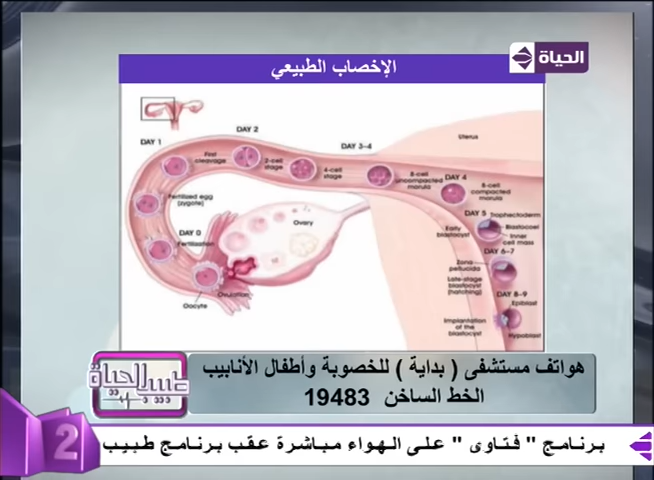 الحياة
الإخصاب الطبيعي
Uterus
DAY 2
DAY 1
First cleavage
2-cell stage
DAY 3-4
4-cell stage
8-cell uncompacted morula
DAY 4
8-cell compacted morula
Fertilized egg (zygote)
DAY 0
Fertilisation
Ovary
DAY 5
Trophectoderm
Early blastocyst
Blastocoel
Inner cell mass
DAY 6-7
Zona pellucida
Late-stage blastocyst (hatching)
DAY 8-9
Epiblast
Implantation of the blastocyst
Hypoblast
Ovulation
Oocyte
هواتف مستشفى ( بداية ) للخصوبة وأطفال الأنابيب
الخط الساخن 19483
طبيب الحياة
2
برنامج " فتاوى " على الهواء مباشرة عقب برنامج طبيب